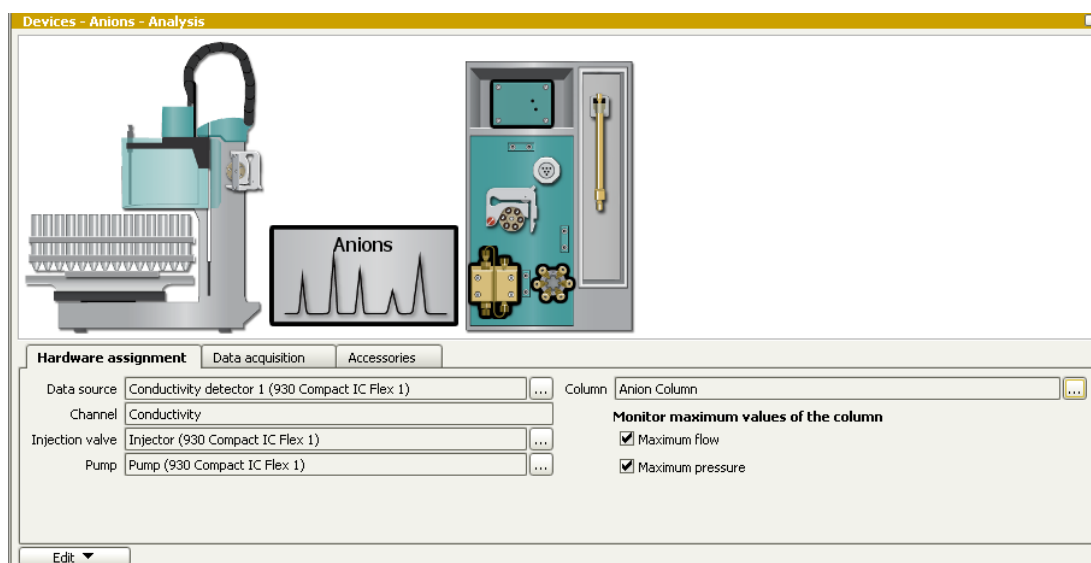 Devices - Anions - Analysis
Anions
Hardware assignment Data acquisition Accessories
Data source Conductivity detector 1 (930 Compact IC Flex 1) ... Column Anion Column ...
Channel Conductivity Monitor maximum values of the column
Injection valve Injector (930 Compact IC Flex 1) ... Maximum flow
Pump Pump (930 Compact IC Flex 1) ... Maximum pressure
Edit